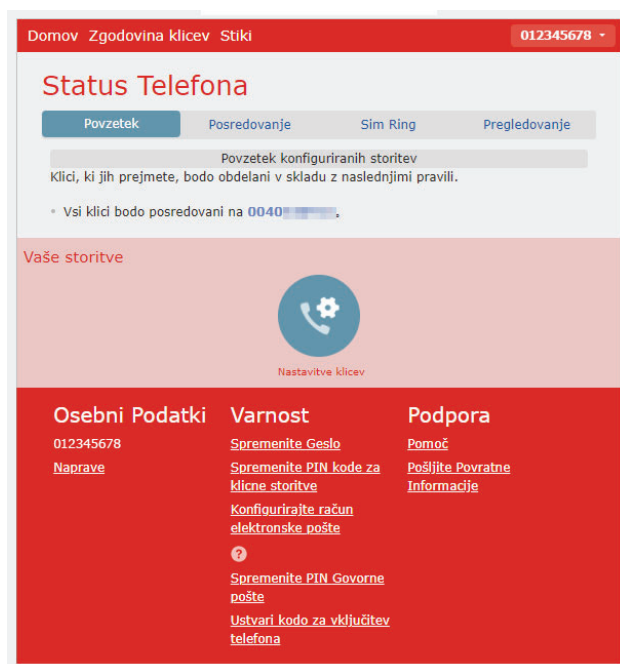 Domov Zgodovina klicev Stiki 012345678
Status Telefona
Povzetek Posredovanje Sim Ring Pregledovanje
Povzetek konfiguriranih storitev
Klici, ki jih prejmete, bodo obdelani v skladu z naslednjimi pravili.
Vsi klici bodo posredovani na 0040
Vaše storitve
Nastavitve klicev
Osebni Podatki
012345678
Naprave
Varnost
Spremenite Geslo
Spremenite PIN kode za
klicne storitve
Konfigurirajte račun
elektronske pošte
?
Spremenite PIN Govorne
pošte
Ustvari kodo za vključitev
telefona
Podpora
Pomoč
Pošljite Povratne
Informacije